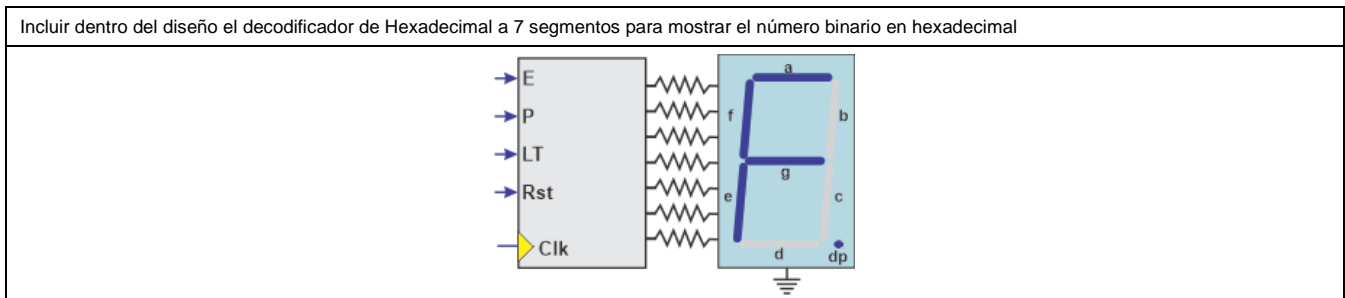 Incluir dentro del diseño el decodificador de Hexadecimal a 7 segmentos para mostrar el número binario en hexadecimal
E
P
LT
Rst
Clk
a
f
b
g
e
c
d
dp